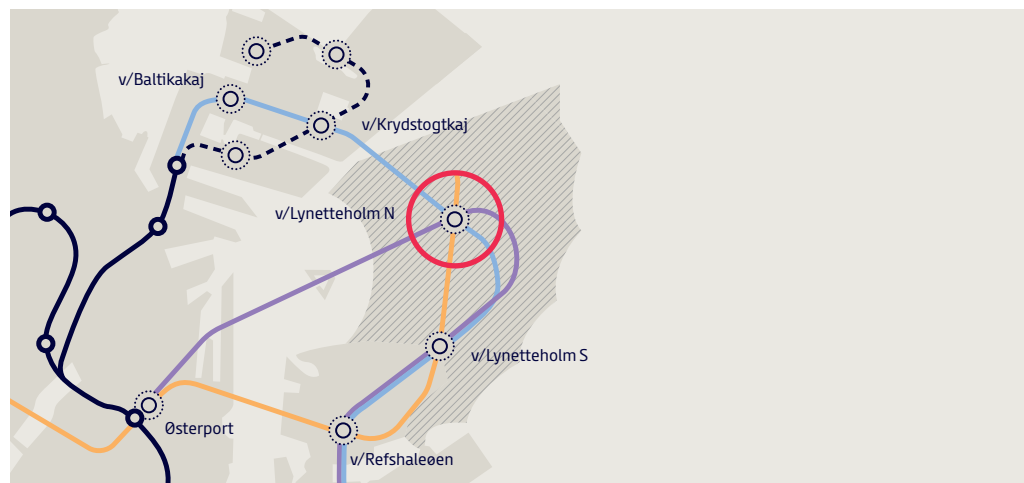 v/Baltikakaj
v/Krydstogtkaj
v/Lynetteholm N
v/Lynetteholm S
Østerport
v/Refshaleøen